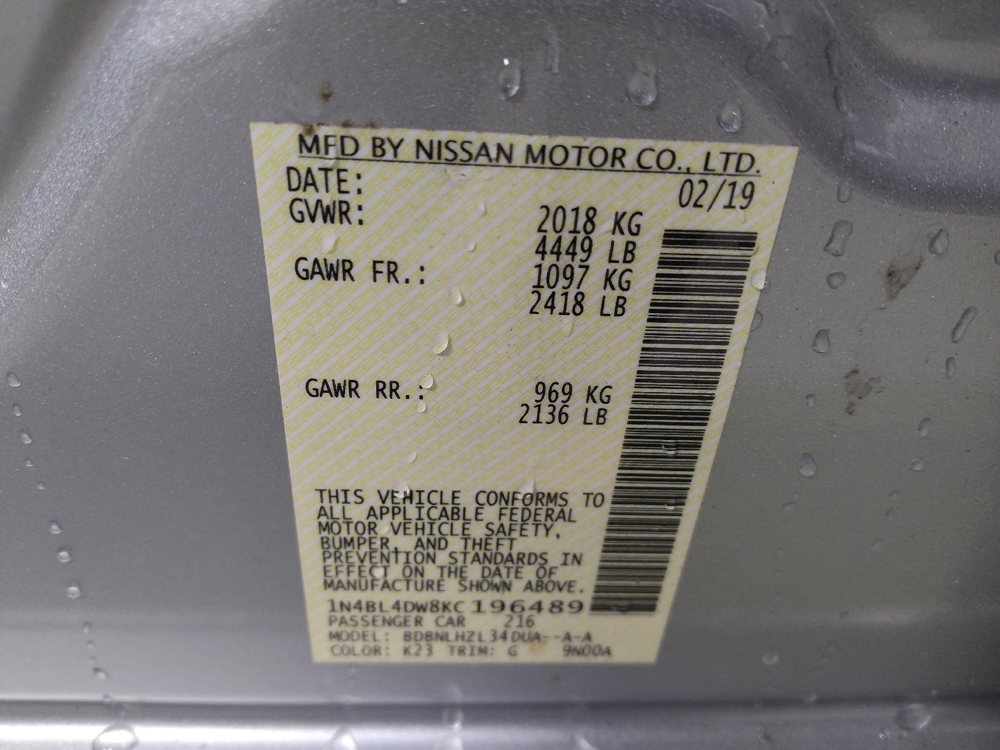 MFD BY NISSAN MOTOR CO., LTD.
DATE: 02/19
GVWR: 2018 KG
4449 LB
GAWR FR.: 1097 KG
2418 LB
GAWR RR.: 969 KG
2136 LB
THIS VEHICLE CONFORMS TO
ALL APPLICABLE FEDERAL
MOTOR VEHICLE SAFETY,
BUMPER, AND THEFT
PREVENTION STANDARDS IN
EFFECT ON THE DATE OF
MANUFACTURE SHOWN ABOVE.
1N4BL4DW8KC196489
PASSENGER CAR 216
MODEL: BDBNLHZL34DUA--A-A
COLOR: K23 TRIM: G 9N00A